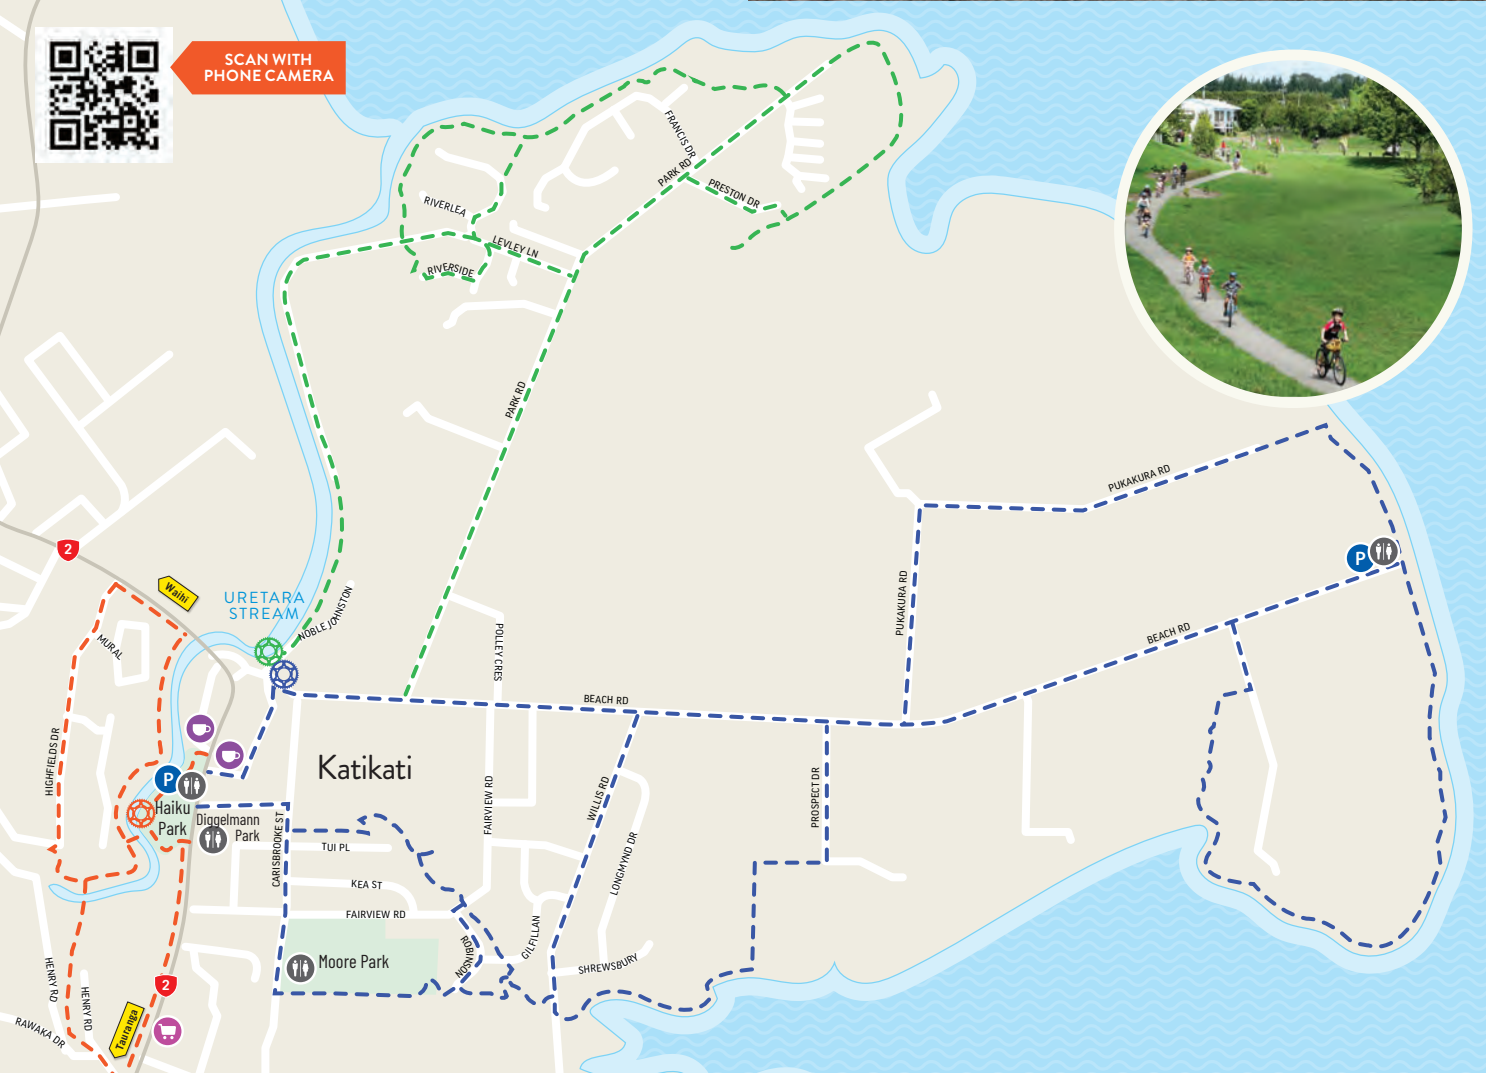 SCAN WITH
PHONE CAMERA
FRANCIS DR
PARK RD
PRESTON DR
RIVERLEA
LEVLEY LN
RIVERSIDE
PARK RD
PUKAKURA RD
P
2
Waihi
URETARA
STREAM
NOBLE JOHNSTON
PUKAKURA RD
POLLEY CRES
BEACH RD
MURAL
BEACH RD
HIGHFIELDS DR
Katikati
P
Haiku
Park
Diggelmann
Park
CARISBROOKE ST
TUI PL
KEA ST
FAIRVIEW RD
FAIRVIEW RD
WILLIS RD
LONGMYND DR
PROSPECT DR
GILFILLAN
ROBINSON
SHREWSBURY
Moore Park
HENRY RD
HENRY RD
2
Tauranga
RAWAKA DR